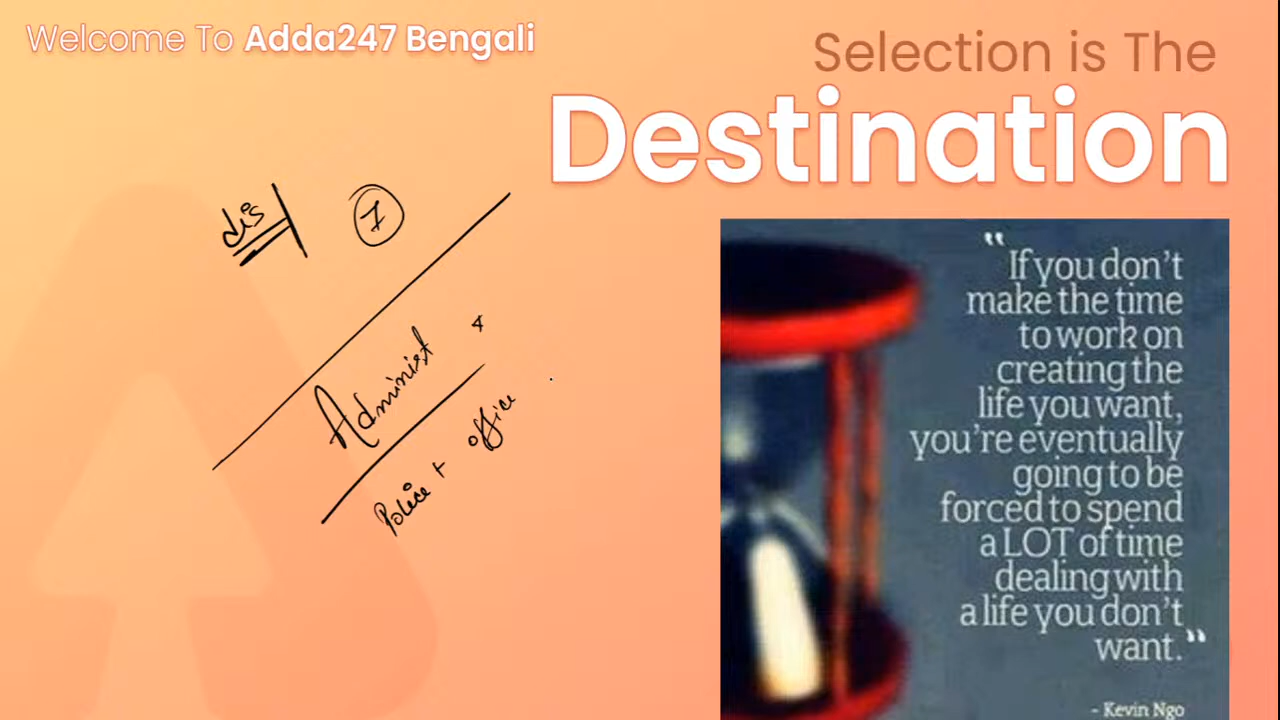 Welcome To Adda247 Bengali
Selection is The
Destination
dis
Administ
Police + office
“If you don’t
make the time
to work on
creating the
life you want,
you’re eventually
going to be
forced to spend
a LOT of time
dealing with
a life you don’t
want.”
- Kevin Ngo